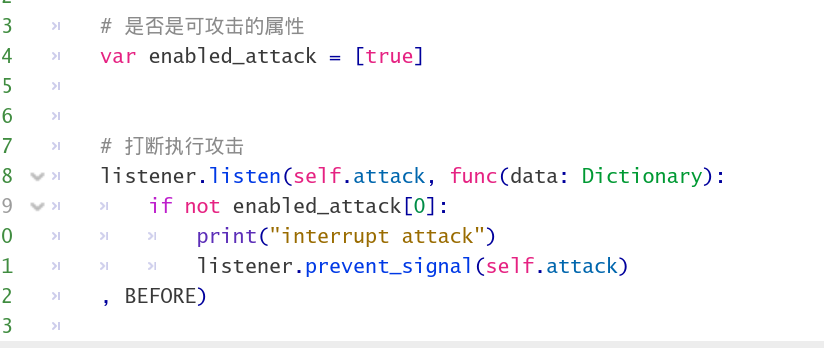 3 # 是否是可攻击的属性
4 var enabled_attack = [true]
5
6
7 # 打断执行攻击
8 listener.listen(self.attack, func(data: Dictionary):
9 if not enabled_attack[0]:
0 print("interrupt attack")
1 listener.prevent_signal(self.attack)
2 , BEFORE)
3